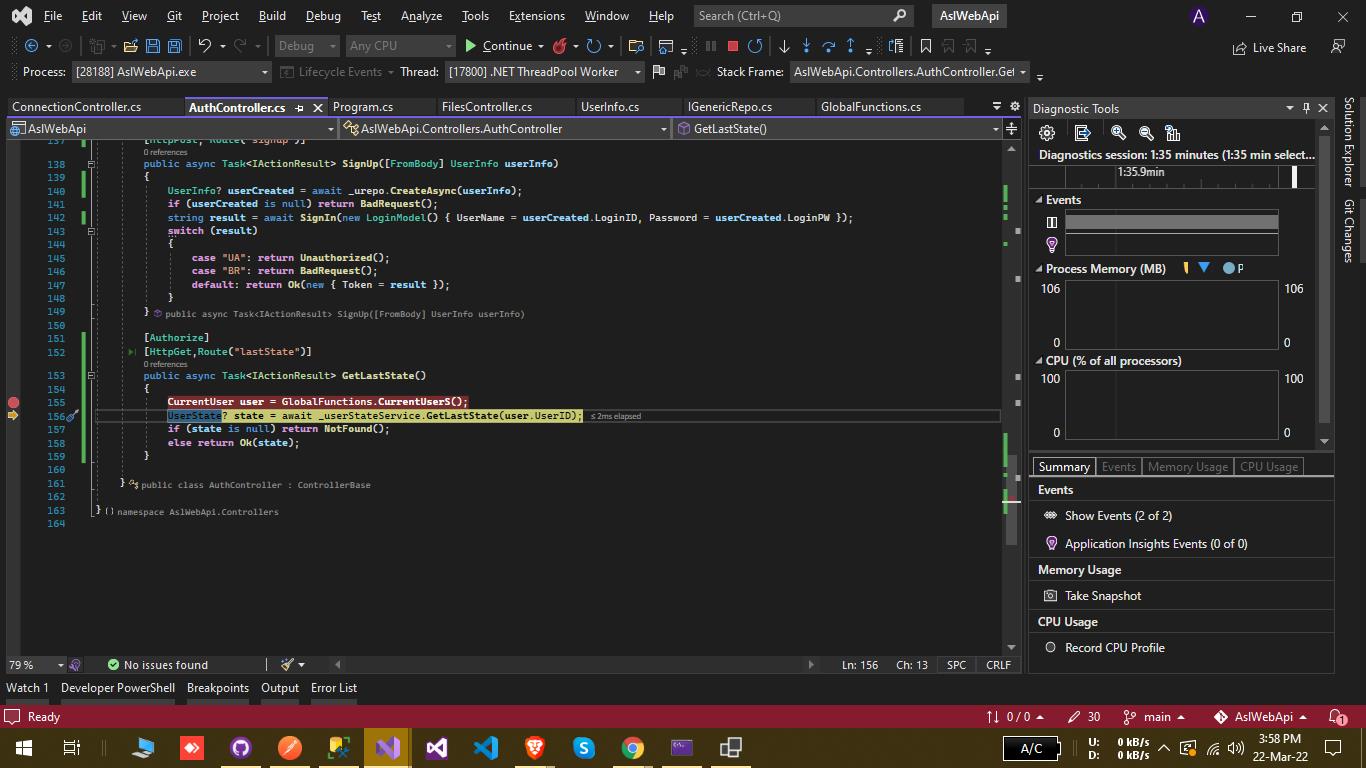 File Edit View Git Project Build Debug Test Analyze Tools Extensions Window Help Search (Ctrl+Q) AslWebApi A
Debug Any CPU Continue Live Share
Process: [28188] AslWebApi.exe Lifecycle Events Thread: [17800] .NET ThreadPool Worker Stack Frame: AslWebApi.Controllers.AuthController.Get
ConnectionController.cs AuthController.cs Program.cs FilesController.cs UserInfo.cs IGenericRepo.cs GlobalFunctions.cs
AslWebApi AslWebApi.Controllers.AuthController GetLastState()
137 [HttpPost, Route("signup")]
0 references
138 public async Task<IActionResult> SignUp([FromBody] UserInfo userInfo)
139 {
140 UserInfo? userCreated = await _urepo.CreateAsync(userInfo);
141 if (userCreated is null) return BadRequest();
142 string result = await SignIn(new LoginModel() { UserName = userCreated.LoginID, Password = userCreated.LoginPW });
143 switch (result)
144 {
145 case "UA": return Unauthorized();
146 case "BR": return BadRequest();
147 default: return Ok(new { Token = result });
148 }
149 } public async Task<IActionResult> SignUp([FromBody] UserInfo userInfo)
150
151 [Authorize]
152 [HttpGet,Route("lastState")]
0 references
153 public async Task<IActionResult> GetLastState()
154 {
155 CurrentUser user = GlobalFunctions.CurrentUserS();
156 UserState? state = await _userStateService.GetLastState(user.UserID); ≤ 2ms elapsed
157 if (state is null) return NotFound();
158 else return Ok(state);
159 }
160
161 } public class AuthController : ControllerBase
162
163 } namespace AslWebApi.Controllers
164
79 % No issues found Ln: 156 Ch: 13 SPC CRLF
Diagnostic Tools
Diagnostics session: 1:35 minutes (1:35 min select...
1:35.9min
Events
Process Memory (MB) P
106 106
0 0
CPU (% of all processors)
100 100
0 0
Summary Events Memory Usage CPU Usage
Events
Show Events (2 of 2)
Application Insights Events (0 of 0)
Memory Usage
Take Snapshot
CPU Usage
Record CPU Profile
Solution Explorer
Git Changes
Watch 1 Developer PowerShell Breakpoints Output Error List
Ready 0 / 0 30 main AslWebApi 1
A/C U: 0 kB/s 3:58 PM
D: 0 kB/s 22-Mar-22